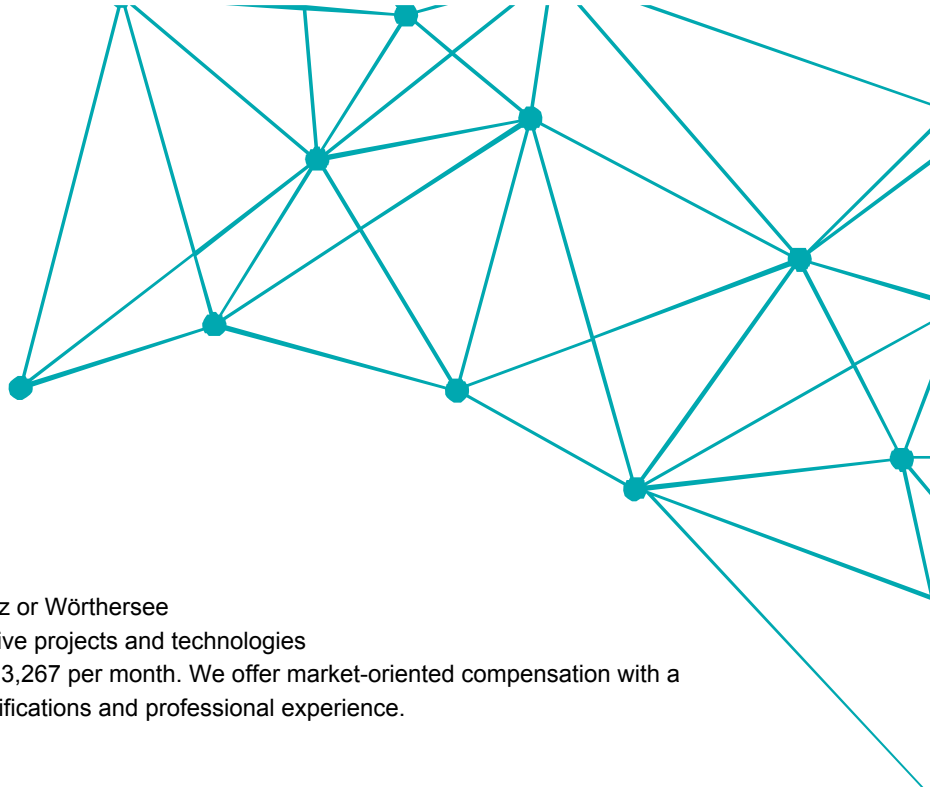 z or Wörthersee
ive projects and technologies
3,267 per month. We offer market-oriented compensation with a
ifications and professional experience.